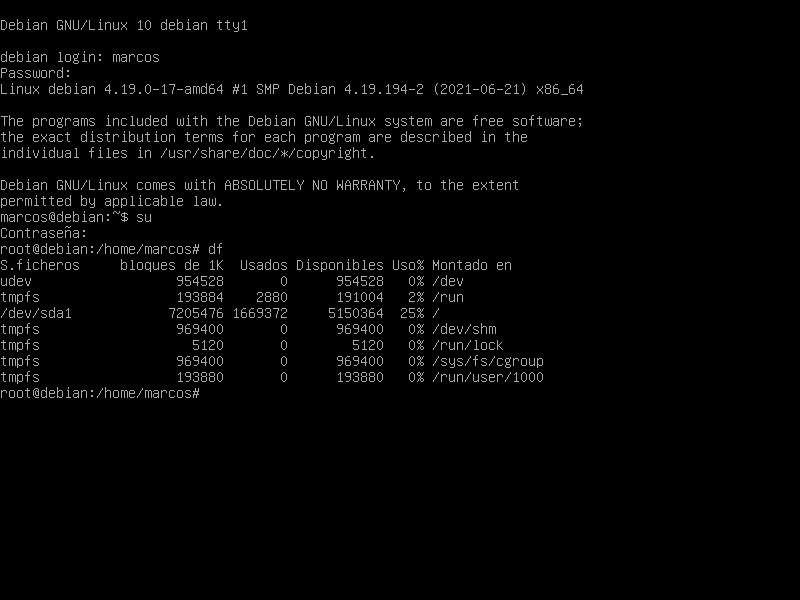 Debian GNU/Linux 10 debian tty1
debian login: marcos
Password:
Linux debian 4.19.0-17-amd64 #1 SMP Debian 4.19.194-2 (2021-06-21) x86_64
The programs included with the Debian GNU/Linux system are free software;
the exact distribution terms for each program are described in the
individual files in /usr/share/doc/*/copyright.
Debian GNU/Linux comes with ABSOLUTELY NO WARRANTY, to the extent
permitted by applicable law.
marcos@debian:~$ su
Contraseña:
root@debian:/home/marcos# df
S.ficheros     bloques de 1K  Usados Disponibles Uso% Montado en
udev                  954528       0      954528   0% /dev
tmpfs                 193884    2880      191004   2% /run
/dev/sda1            7205476 1669372     5150364  25% /
tmpfs                 969400       0      969400   0% /dev/shm
tmpfs                   5120       0        5120   0% /run/lock
tmpfs                 969400       0      969400   0% /sys/fs/cgroup
tmpfs                 193880       0      193880   0% /run/user/1000
root@debian:/home/marcos#